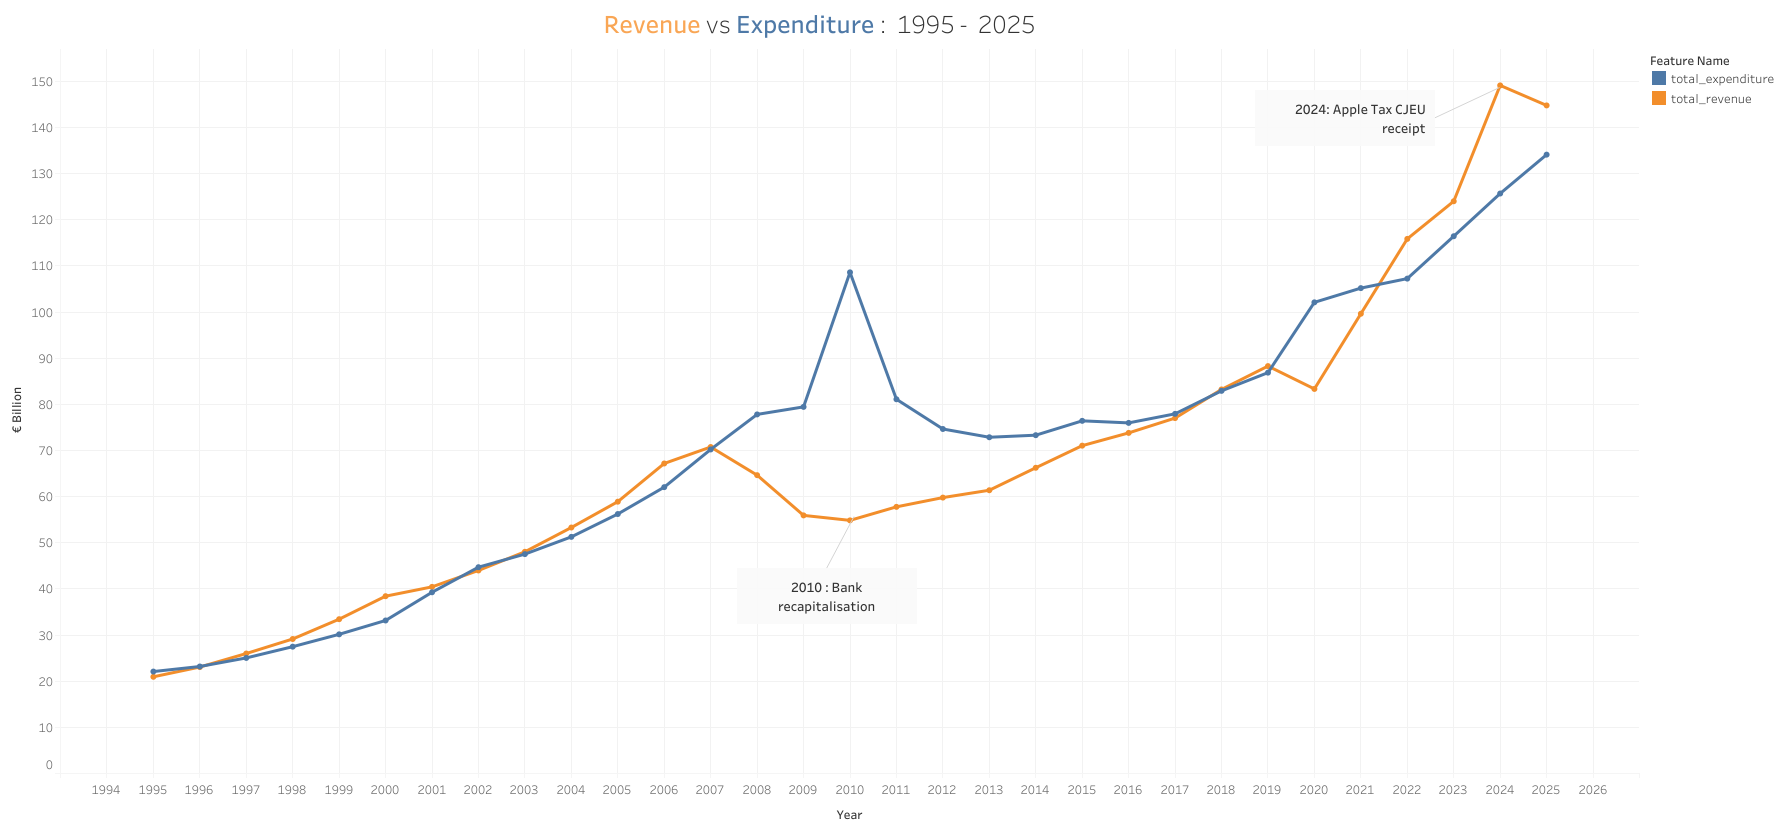 Revenue vs Expenditure : 1995 - 2025
Feature Name
total_expenditure
total_revenue
150
140
130
120
110
100
90
80
70
60
50
40
30
20
10
0
€ Billion
2024: Apple Tax CJEU
receipt
2010 : Bank
recapitalisation
1994 1995 1996 1997 1998 1999 2000 2001 2002 2003 2004 2005 2006 2007 2008 2009 2010 2011 2012 2013 2014 2015 2016 2017 2018 2019 2020 2021 2022 2023 2024 2025 2026
Year